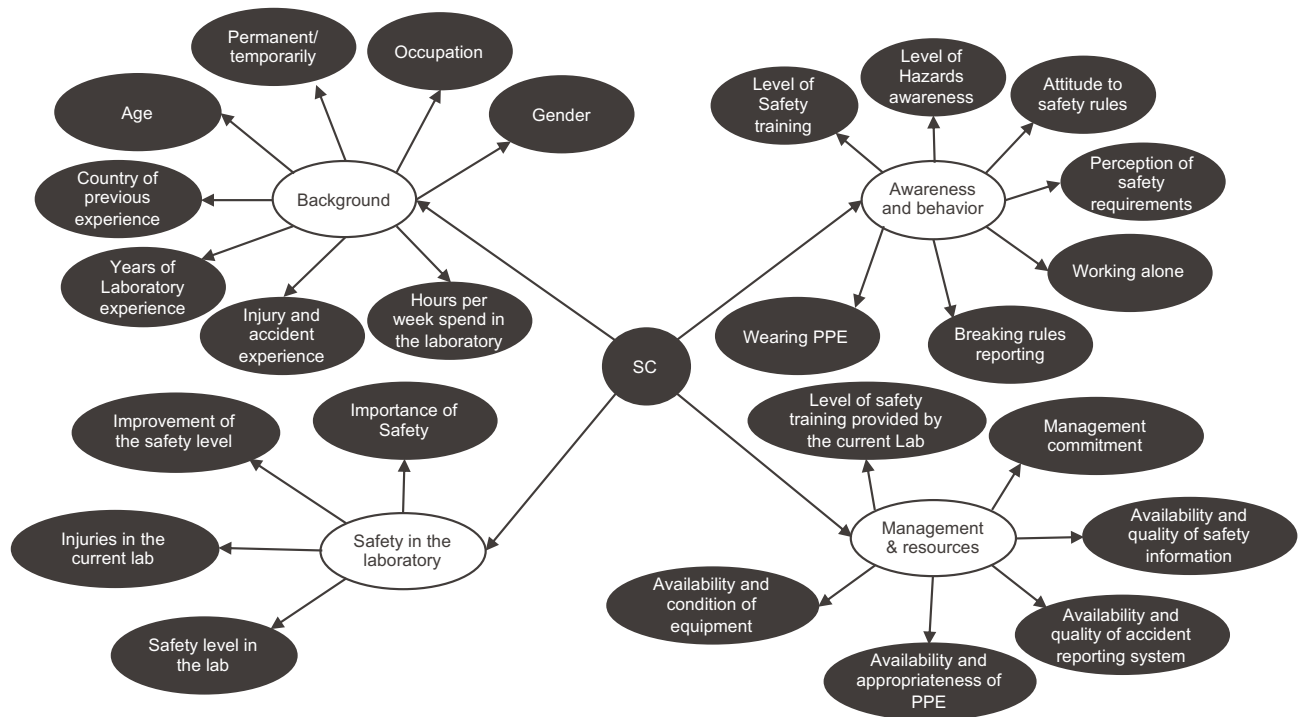 Permanent/
temporarily
Occupation
Age
Gender
Country of
previous
experience
Background
Years of
Laboratory
experience
Injury and
accident
experience
Hours per
week spend in
the laboratory
Level of
Safety
training
Level of
Hazards
awareness
Attitude to
safety rules
Perception of
safety
requirements
Awareness
and behavior
Working alone
Wearing PPE
Breaking rules
reporting
SC
Improvement of
the safety level
Importance of
Safety
Injuries in the
current lab
Safety in the
laboratory
Safety level in
the lab
Level of safety
training provided by
the current Lab
Management
commitment
Management
& resources
Availability and
quality of safety
information
Availability and
condition of
equipment
Availability and
quality of accident
reporting system
Availability and
appropriateness of
PPE